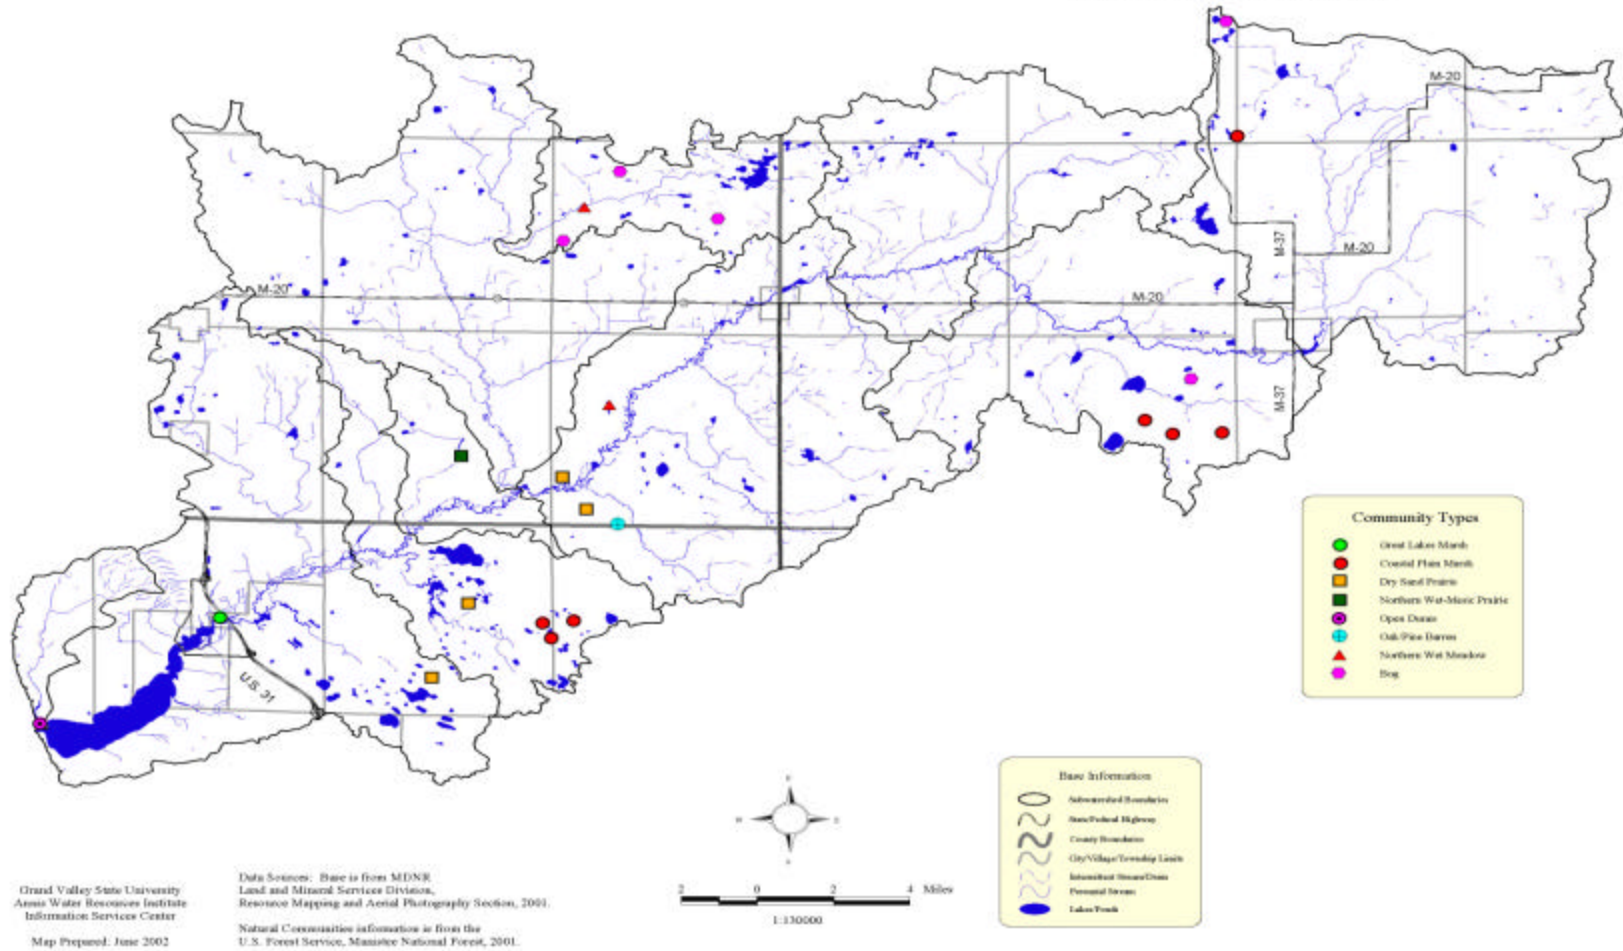 M-20
M-37
M-20
M-20
M-20
M-37
U.S. 31
Community Types
Great Lakes Marsh
Coastal Plain Marsh
Dry Sand Prairie
Northern Wet-Mesic Prairie
Open Dunes
Oak/Pine Barren
Northern Wet Meadow
Bog
Base Information
Subwatershed Boundaries
State/Federal Highway
County Boundaries
City/Village/Township Limits
Intermittent Stream/Drain
Perennial Stream
Lakes/Ponds
2 0 2 4 Miles
1:130000
Grand Valley State University
Annis Water Resources Institute
Information Services Center
Map Prepared: June 2002
Data Sources: Base is from MDNR
Land and Mineral Services Division,
Resource Mapping and Aerial Photography Section, 2001.
Natural Communities information is from the
U.S. Forest Service, Manistee National Forest, 2001.